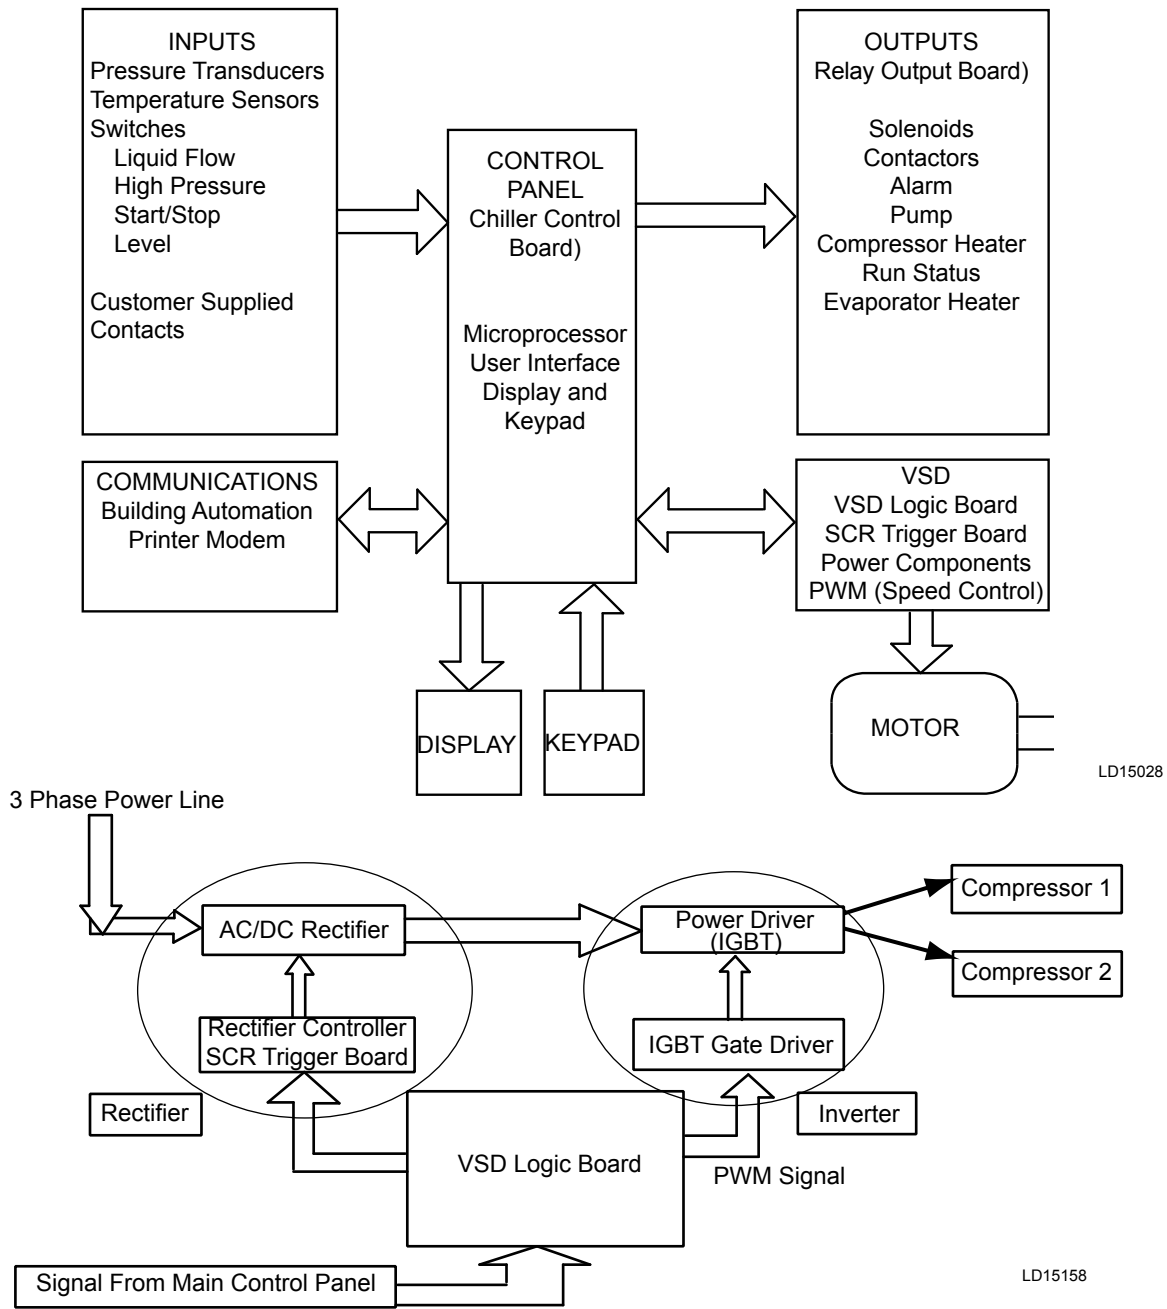 INPUTS
Pressure Transducers
Temperature Sensors
Switches
Liquid Flow
High Pressure
Start/Stop
Level
Customer Supplied
Contacts
CONTROL
PANEL
Chiller Control
Board)
Microprocessor
User Interface
Display and
Keypad
OUTPUTS
Relay Output Board)
Solenoids
Contactors
Alarm
Pump
Compressor Heater
Run Status
Evaporator Heater
COMMUNICATIONS
Building Automation
Printer Modem
VSD
VSD Logic Board
SCR Trigger Board
Power Components
PWM (Speed Control)
DISPLAY
KEYPAD
MOTOR
LD15028
3 Phase Power Line
AC/DC Rectifier
Power Driver
(IGBT)
Compressor 1
Compressor 2
Rectifier Controller
SCR Trigger Board
IGBT Gate Driver
Rectifier
Inverter
VSD Logic Board
PWM Signal
Signal From Main Control Panel
LD15158